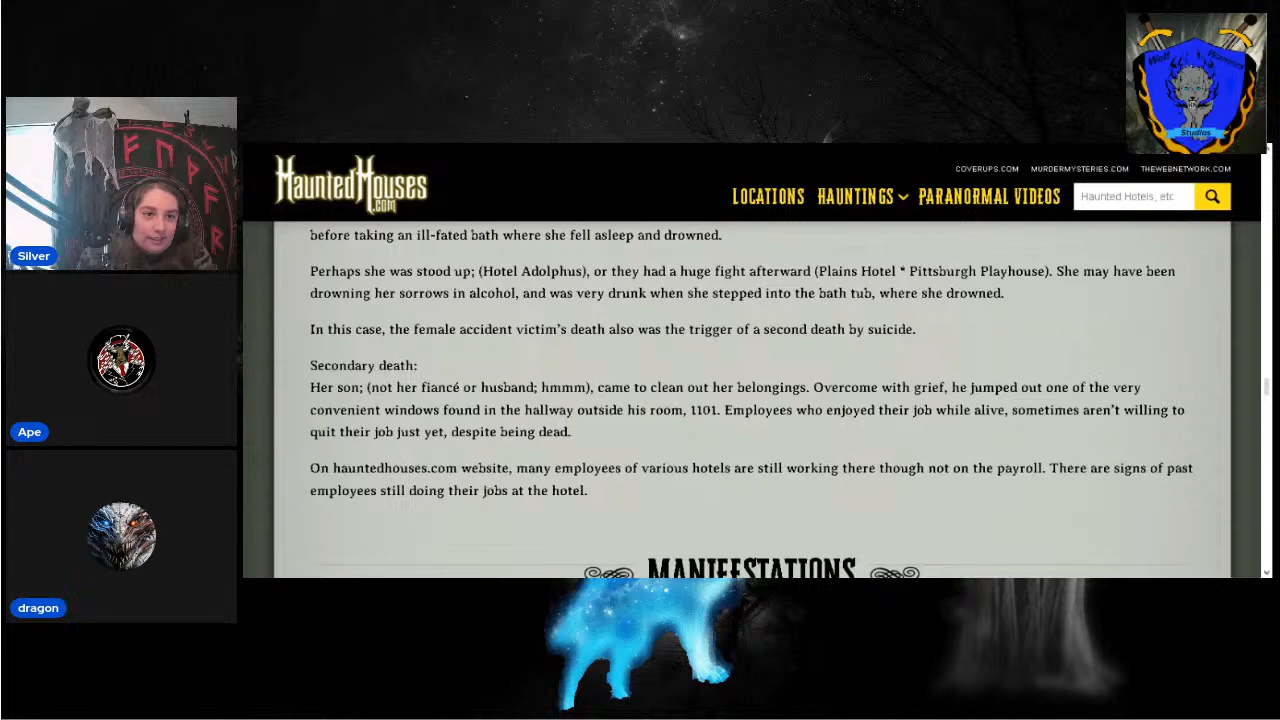 Wolf Warriors
Studios
Silver
Ape
dragon
HauntedHouses
.com
COVERUPS.COM MURDERMYSTERIES.COM THEWEBNETWORK.COM
LOCATIONS HAUNTINGS PARANORMAL VIDEOS
Haunted Hotels, etc
before taking an ill-fated bath where she fell asleep and drowned.
Perhaps she was stood up; (Hotel Adolphus), or they had a huge fight afterward (Plains Hotel * Pittsburgh Playhouse). She may have been
drowning her sorrows in alcohol, and was very drunk when she stepped into the bath tub, where she drowned.
In this case, the female accident victim's death also was the trigger of a second death by suicide.
Secondary death:
Her son; (not her fiancé or husband; hmmm), came to clean out her belongings. Overcome with grief, he jumped out one of the very
convenient windows found in the hallway outside his room, 1101. Employees who enjoyed their job while alive, sometimes aren't willing to
quit their job just yet, despite being dead.
On hauntedhouses.com website, many employees of various hotels are still working there though not on the payroll. There are signs of past
employees still doing their jobs at the hotel.
MANIFESTATIONS